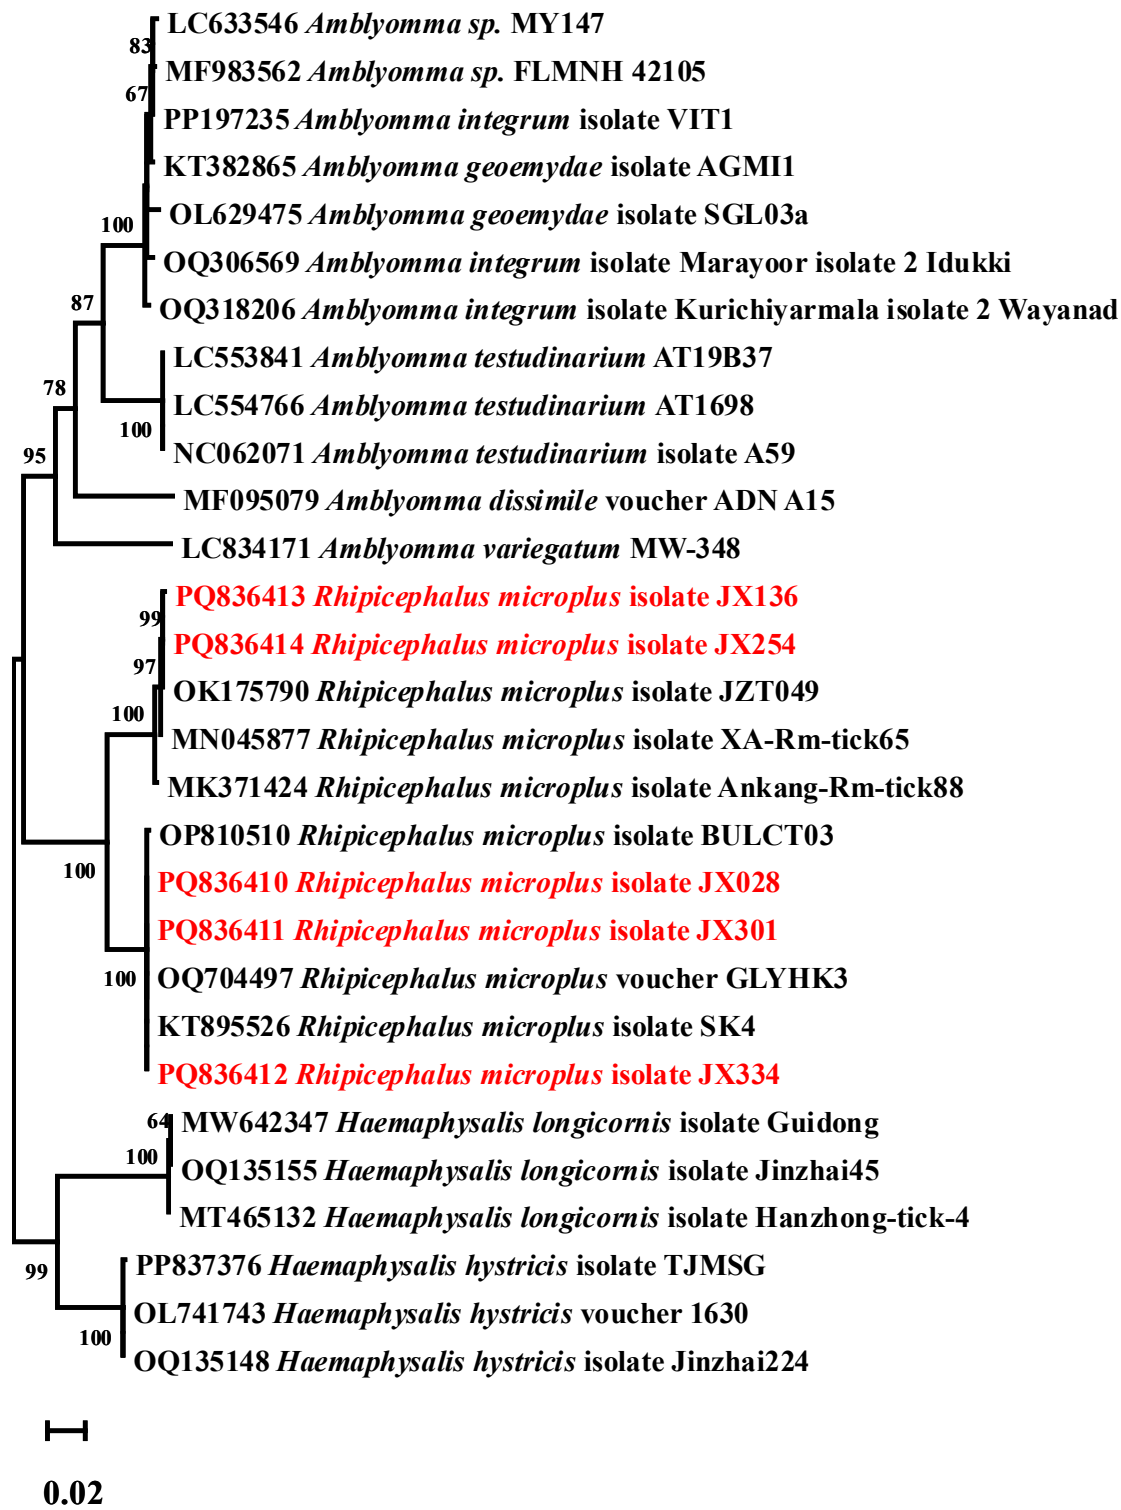 LC633546 Amblyomma sp. MY147
83
MF983562 Amblyomma sp. FLMNH 42105
67
PP197235 Amblyomma integrum isolate VIT1
KT382865 Amblyomma geoemydae isolate AGMI1
OL629475 Amblyomma geoemydae isolate SGL03a
100
OQ306569 Amblyomma integrum isolate Marayoor isolate 2 Idukki
87
OQ318206 Amblyomma integrum isolate Kurichiyarmala isolate 2 Wayanad
LC553841 Amblyomma testudinarium AT19B37
78
LC554766 Amblyomma testudinarium AT1698
100
NC062071 Amblyomma testudinarium isolate A59
95
MF095079 Amblyomma dissimile voucher ADN A15
LC834171 Amblyomma variegatum MW-348
PQ836413 Rhipicephalus microplus isolate JX136
99
PQ836414 Rhipicephalus microplus isolate JX254
97
OK175790 Rhipicephalus microplus isolate JZT049
100
MN045877 Rhipicephalus microplus isolate XA-Rm-tick65
MK371424 Rhipicephalus microplus isolate Ankang-Rm-tick88
OP810510 Rhipicephalus microplus isolate BULCT03
100
PQ836410 Rhipicephalus microplus isolate JX028
PQ836411 Rhipicephalus microplus isolate JX301
100
OQ704497 Rhipicephalus microplus voucher GLYHK3
KT895526 Rhipicephalus microplus isolate SK4
PQ836412 Rhipicephalus microplus isolate JX334
64
MW642347 Haemaphysalis longicornis isolate Guidong
100
OQ135155 Haemaphysalis longicornis isolate Jinzhai45
MT465132 Haemaphysalis longicornis isolate Hanzhong-tick-4
99
PP837376 Haemaphysalis hystricis isolate TJMSG
OL741743 Haemaphysalis hystricis voucher 1630
100
OQ135148 Haemaphysalis hystricis isolate Jinzhai224
0.02